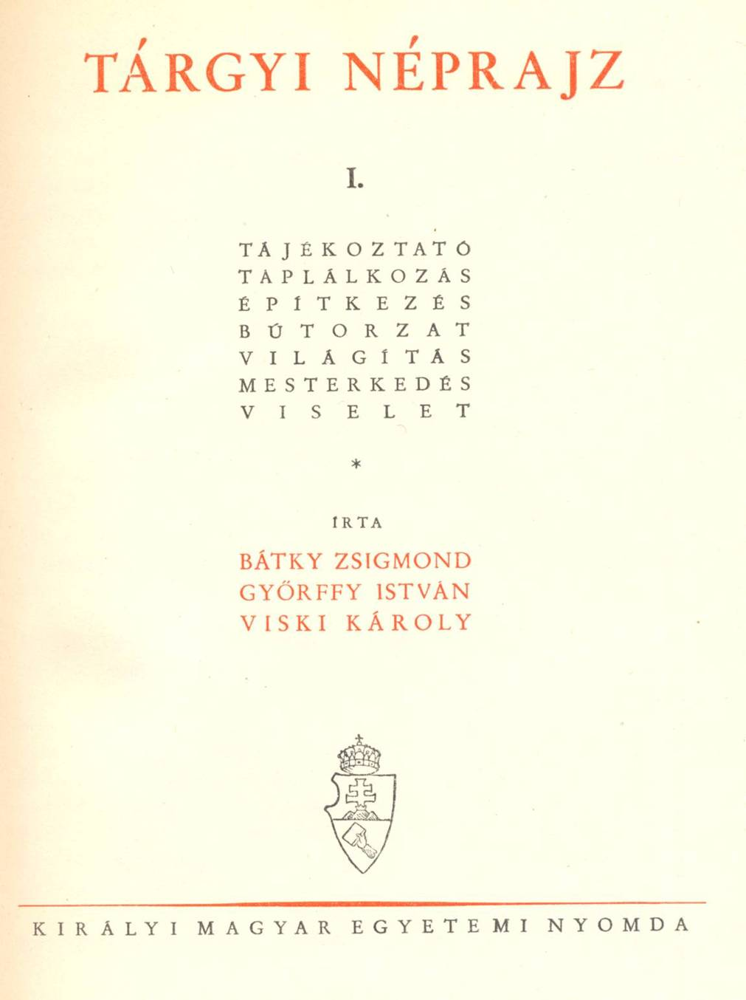 TÁRGYI NÉPRAJZ
I.
TÁJÉKOZTATÓ
TÁPLÁLKOZÁS
ÉPÍTKEZÉS
BÚTORZAT
VILÁGÍTÁS
MESTERKEDÉS
VISELET
*
ÍRTA
BÁTKY ZSIGMOND
GYŐRFFY ISTVÁN
VISKI KÁROLY
KIRÁLYI MAGYAR EGYETEMI NYOMDA